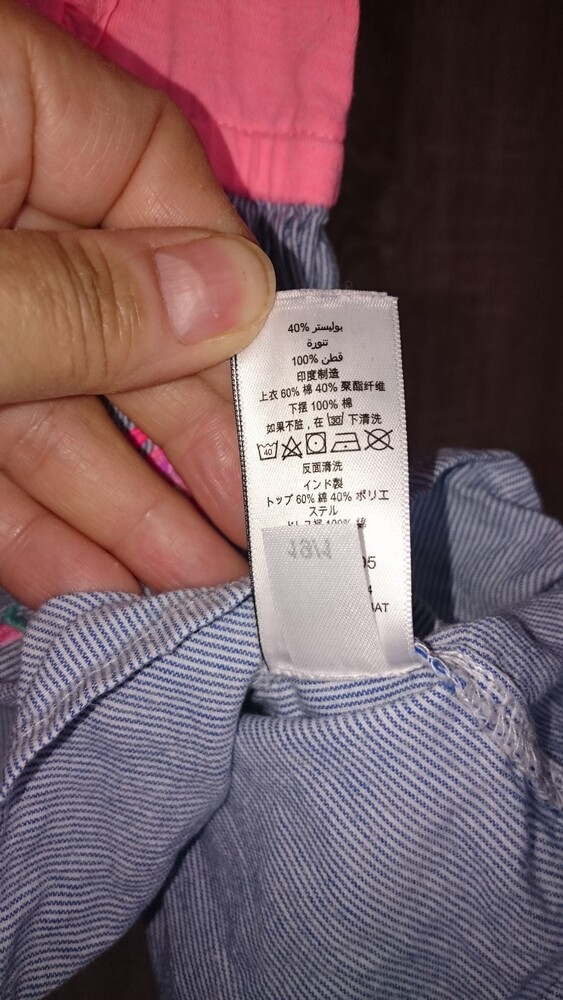 بوليستر 40%
تنورة
قطن 100%
印度制造
上衣 60% 棉 40% 聚酯纤维
下摆 100% 棉
如果不脏，在 30 下清洗
40
反面清洗
インド製
トップ 60% 綿 40% ポリエ
ステル
100% 綿